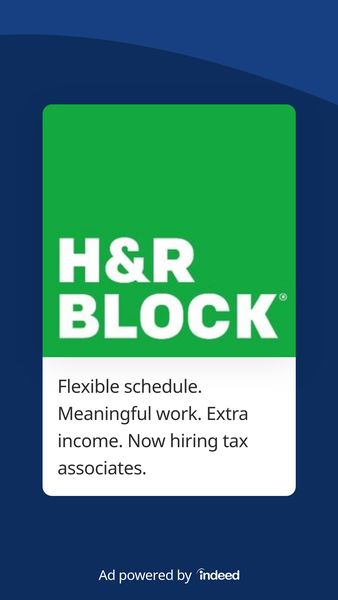 H&R
BLOCK®
Flexible schedule.
Meaningful work. Extra
income. Now hiring tax
associates.
Ad powered by indeed